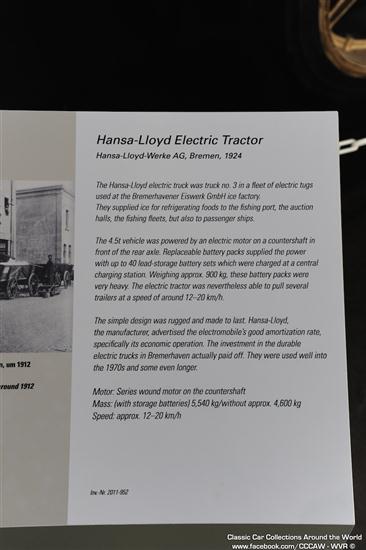 Hansa-Lloyd Electric Tractor
Hansa-Lloyd-Werke AG, Bremen, 1924
The Hansa-Lloyd electric truck was truck no. 3 in a fleet of electric tugs
used at the Bremerhavener Eiswerk GmbH ice factory.
They supplied ice for refrigerating foods to the fishing port, the auction
halls, the fishing fleets, but also to passenger ships.
The 4.5t vehicle was powered by an electric motor on a countershaft in
front of the rear axle. Replaceable battery packs supplied the power
with up to 40 lead-storage battery sets which were charged at a central
charging station. Weighing approx. 900 kg, these battery packs were
very heavy. The electric tractor was nevertheless able to pull several
trailers at a speed of around 12–20 km/h.
The simple design was rugged and made to last. Hansa-Lloyd,
the manufacturer, advertised the electromobile's good amortization rate,
specifically its economic operation. The investment in the durable
electric trucks in Bremerhaven actually paid off. They were used well into
the 1970s and some even longer.
Motor: Series wound motor on the countershaft
Mass: (with storage batteries) 5,540 kg/without approx. 4,600 kg
Speed: approx. 12–20 km/h
Inv.-Nr. 2011-952
um 1912
around 1912
Classic Car Collections Around the World
www.facebook.com/CCCAW - WVR ©